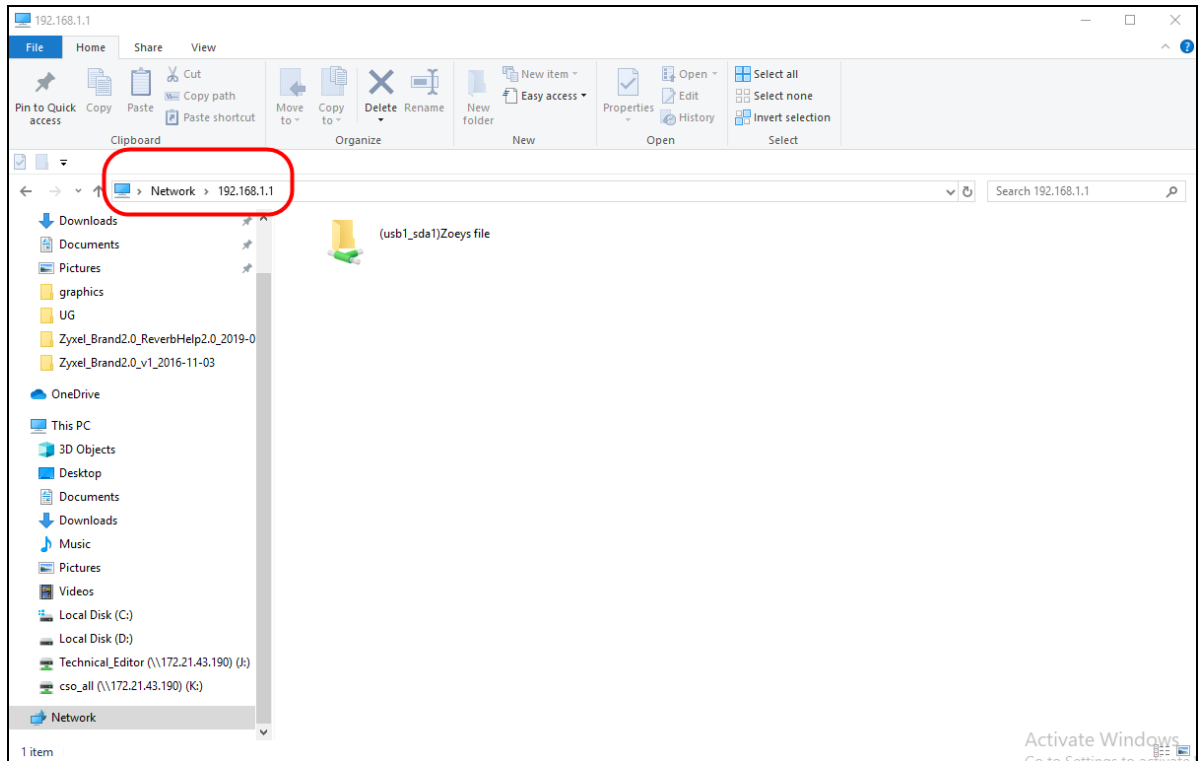 192.168.1.1
File Home Share View
Pin to Quick access
Copy
Paste
Cut
Copy path
Paste shortcut
Clipboard
Move to
Copy to
Delete
Rename
Organize
New folder
New item
Easy access
New
Properties
Open
Edit
History
Open
Select all
Select none
Invert selection
Select
Network 192.168.1.1
Search 192.168.1.1
Downloads
Documents
Pictures
graphics
UG
Zyxel_Brand2.0_ReverbHelp2.0_2019-0
Zyxel_Brand2.0_v1_2016-11-03
OneDrive
This PC
3D Objects
Desktop
Documents
Downloads
Music
Pictures
Videos
Local Disk (C:)
Local Disk (D:)
Technical_Editor (\\172.21.43.190) (J:)
cso_all (\\172.21.43.190) (K:)
Network
(usb1_sda1)Zoeys file
1 item
Activate Windows
Go to Settings to activate